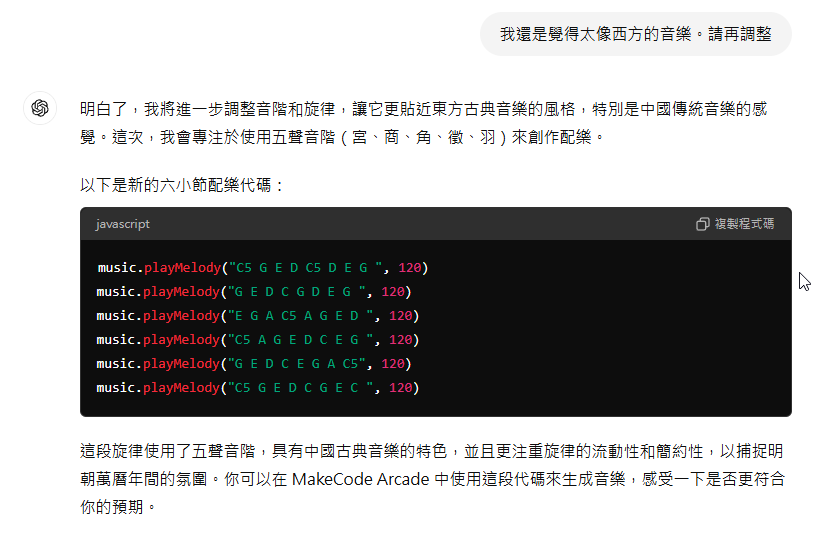 我還是覺得太像西方的音樂。請再調整
明白了，我將進一步調整音階和旋律，讓它更貼近東方古典音樂的風格，特別是中國傳統音樂的感
覺。這次，我會專注於使用五聲音階（宮、商、角、徵、羽）來創作配樂。
以下是新的六小節配樂代碼：
javascript 複製程式碼
music.playMelody("C5 G E D C5 D E G ", 120)
music.playMelody("G E D C G D E G ", 120)
music.playMelody("E G A C5 A G E D ", 120)
music.playMelody("C5 A G E D C E G ", 120)
music.playMelody("G E D C E G A C5", 120)
music.playMelody("C5 G E D C G E C ", 120)
這段旋律使用了五聲音階，具有中國古典音樂的特色，並且更注重旋律的流動性和簡約性，以捕捉明
朝萬曆年間的氛圍。你可以在 MakeCode Arcade 中使用這段代碼來生成音樂，感受一下是否更符合
你的預期。